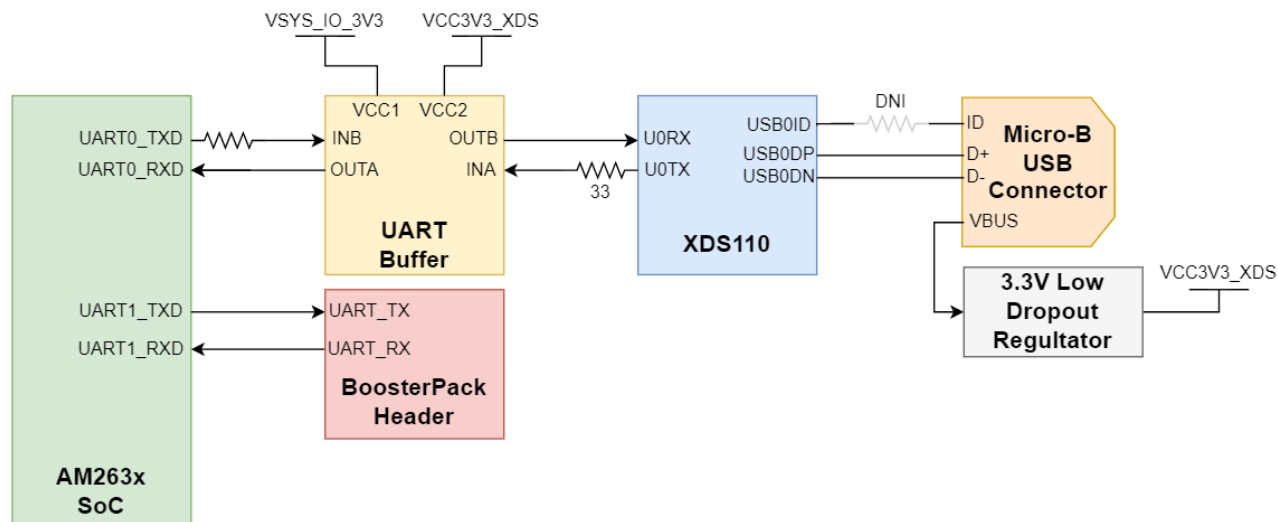 VSYS_IO_3V3
VCC3V3_XDS
VCC1
VCC2
UART0_TXD
UART0_RXD
INB
OUTA
OUTB
INA
UART
Buffer
33
U0RX
U0TX
XDS110
USB0ID
USB0DP
USB0DN
DNI
ID
D+
D-
VBUS
Micro-B
USB
Connector
3.3V Low
Dropout
Regultator
VCC3V3_XDS
UART1_TXD
UART1_RXD
UART_TX
UART_RX
BoosterPack
Header
AM263x
SoC